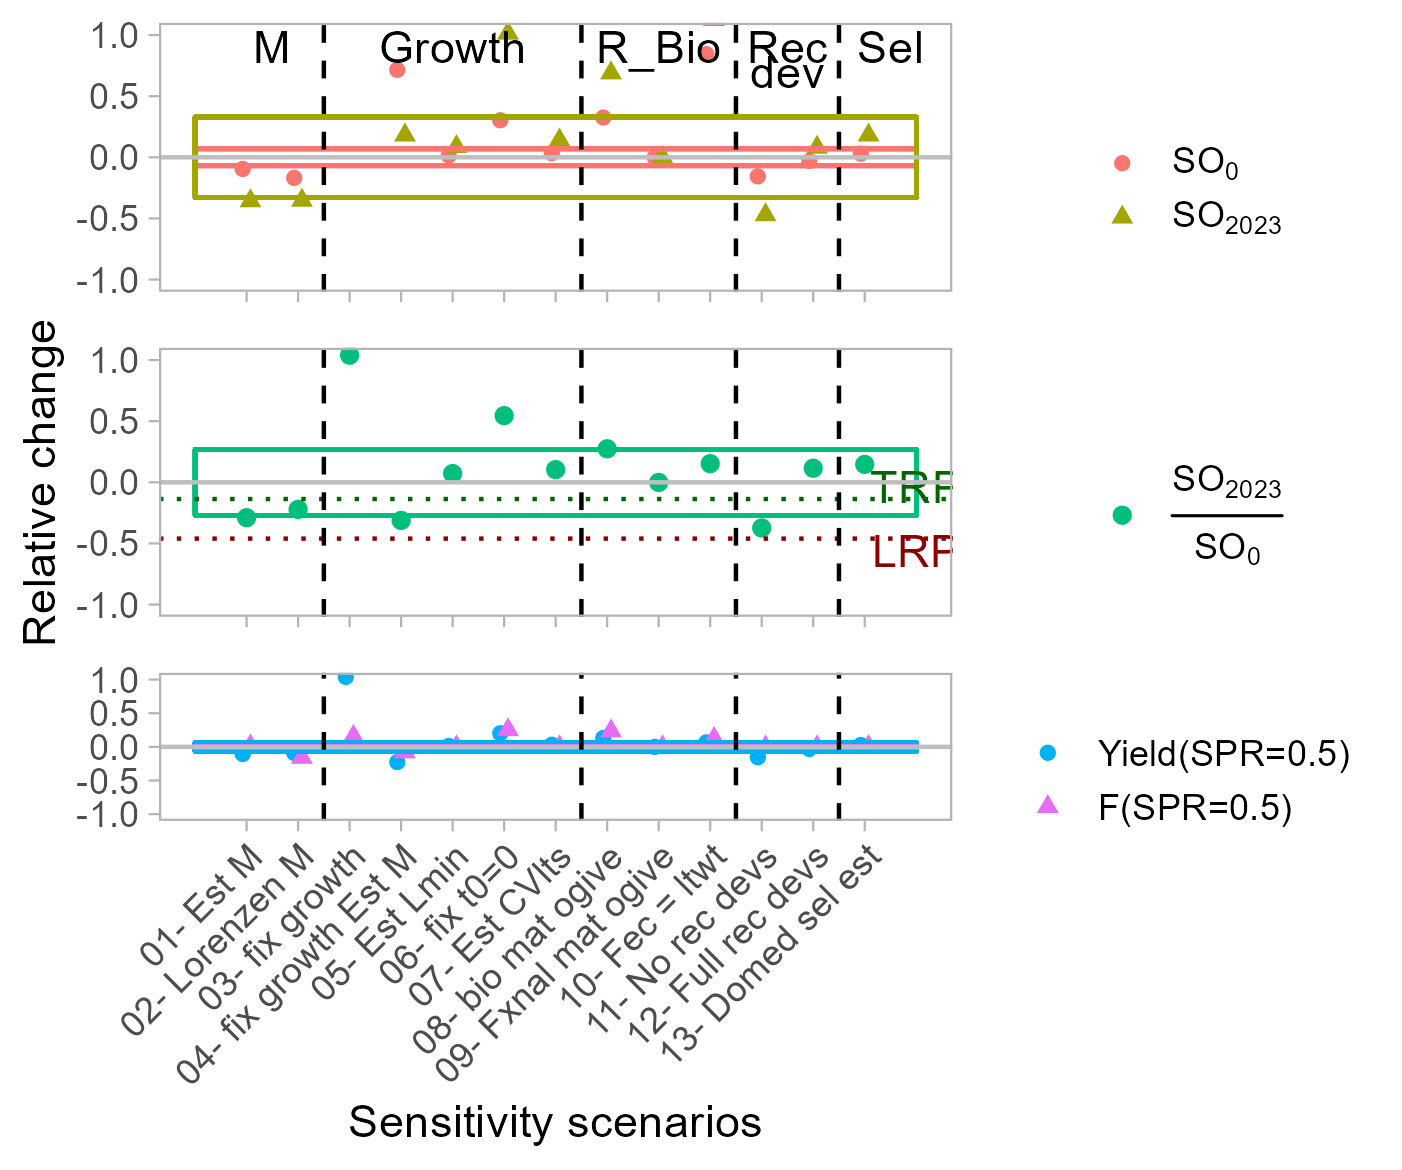 M
Growth
R_Bio
Rec
dev
Sel
1.0
0.5
0.0
-0.5
-1.0
SO0
SO2023
Relative change
1.0
0.5
0.0
-0.5
-1.0
TRP
LRP
SO2023
SO0
1.0
0.5
0.0
-0.5
-1.0
Yield(SPR=0.5)
F(SPR=0.5)
01- Est M
02- Lorenzen M
03- fix growth
04- fix growth Est M
05- Est Lmin
06- fix t0=0
07- Est CVlts
08- bio mat ogive
09- Fxnal mat ogive
10- Fec = ltwt
11- No rec devs
12- Full rec devs
13- Domed sel est
Sensitivity scenarios